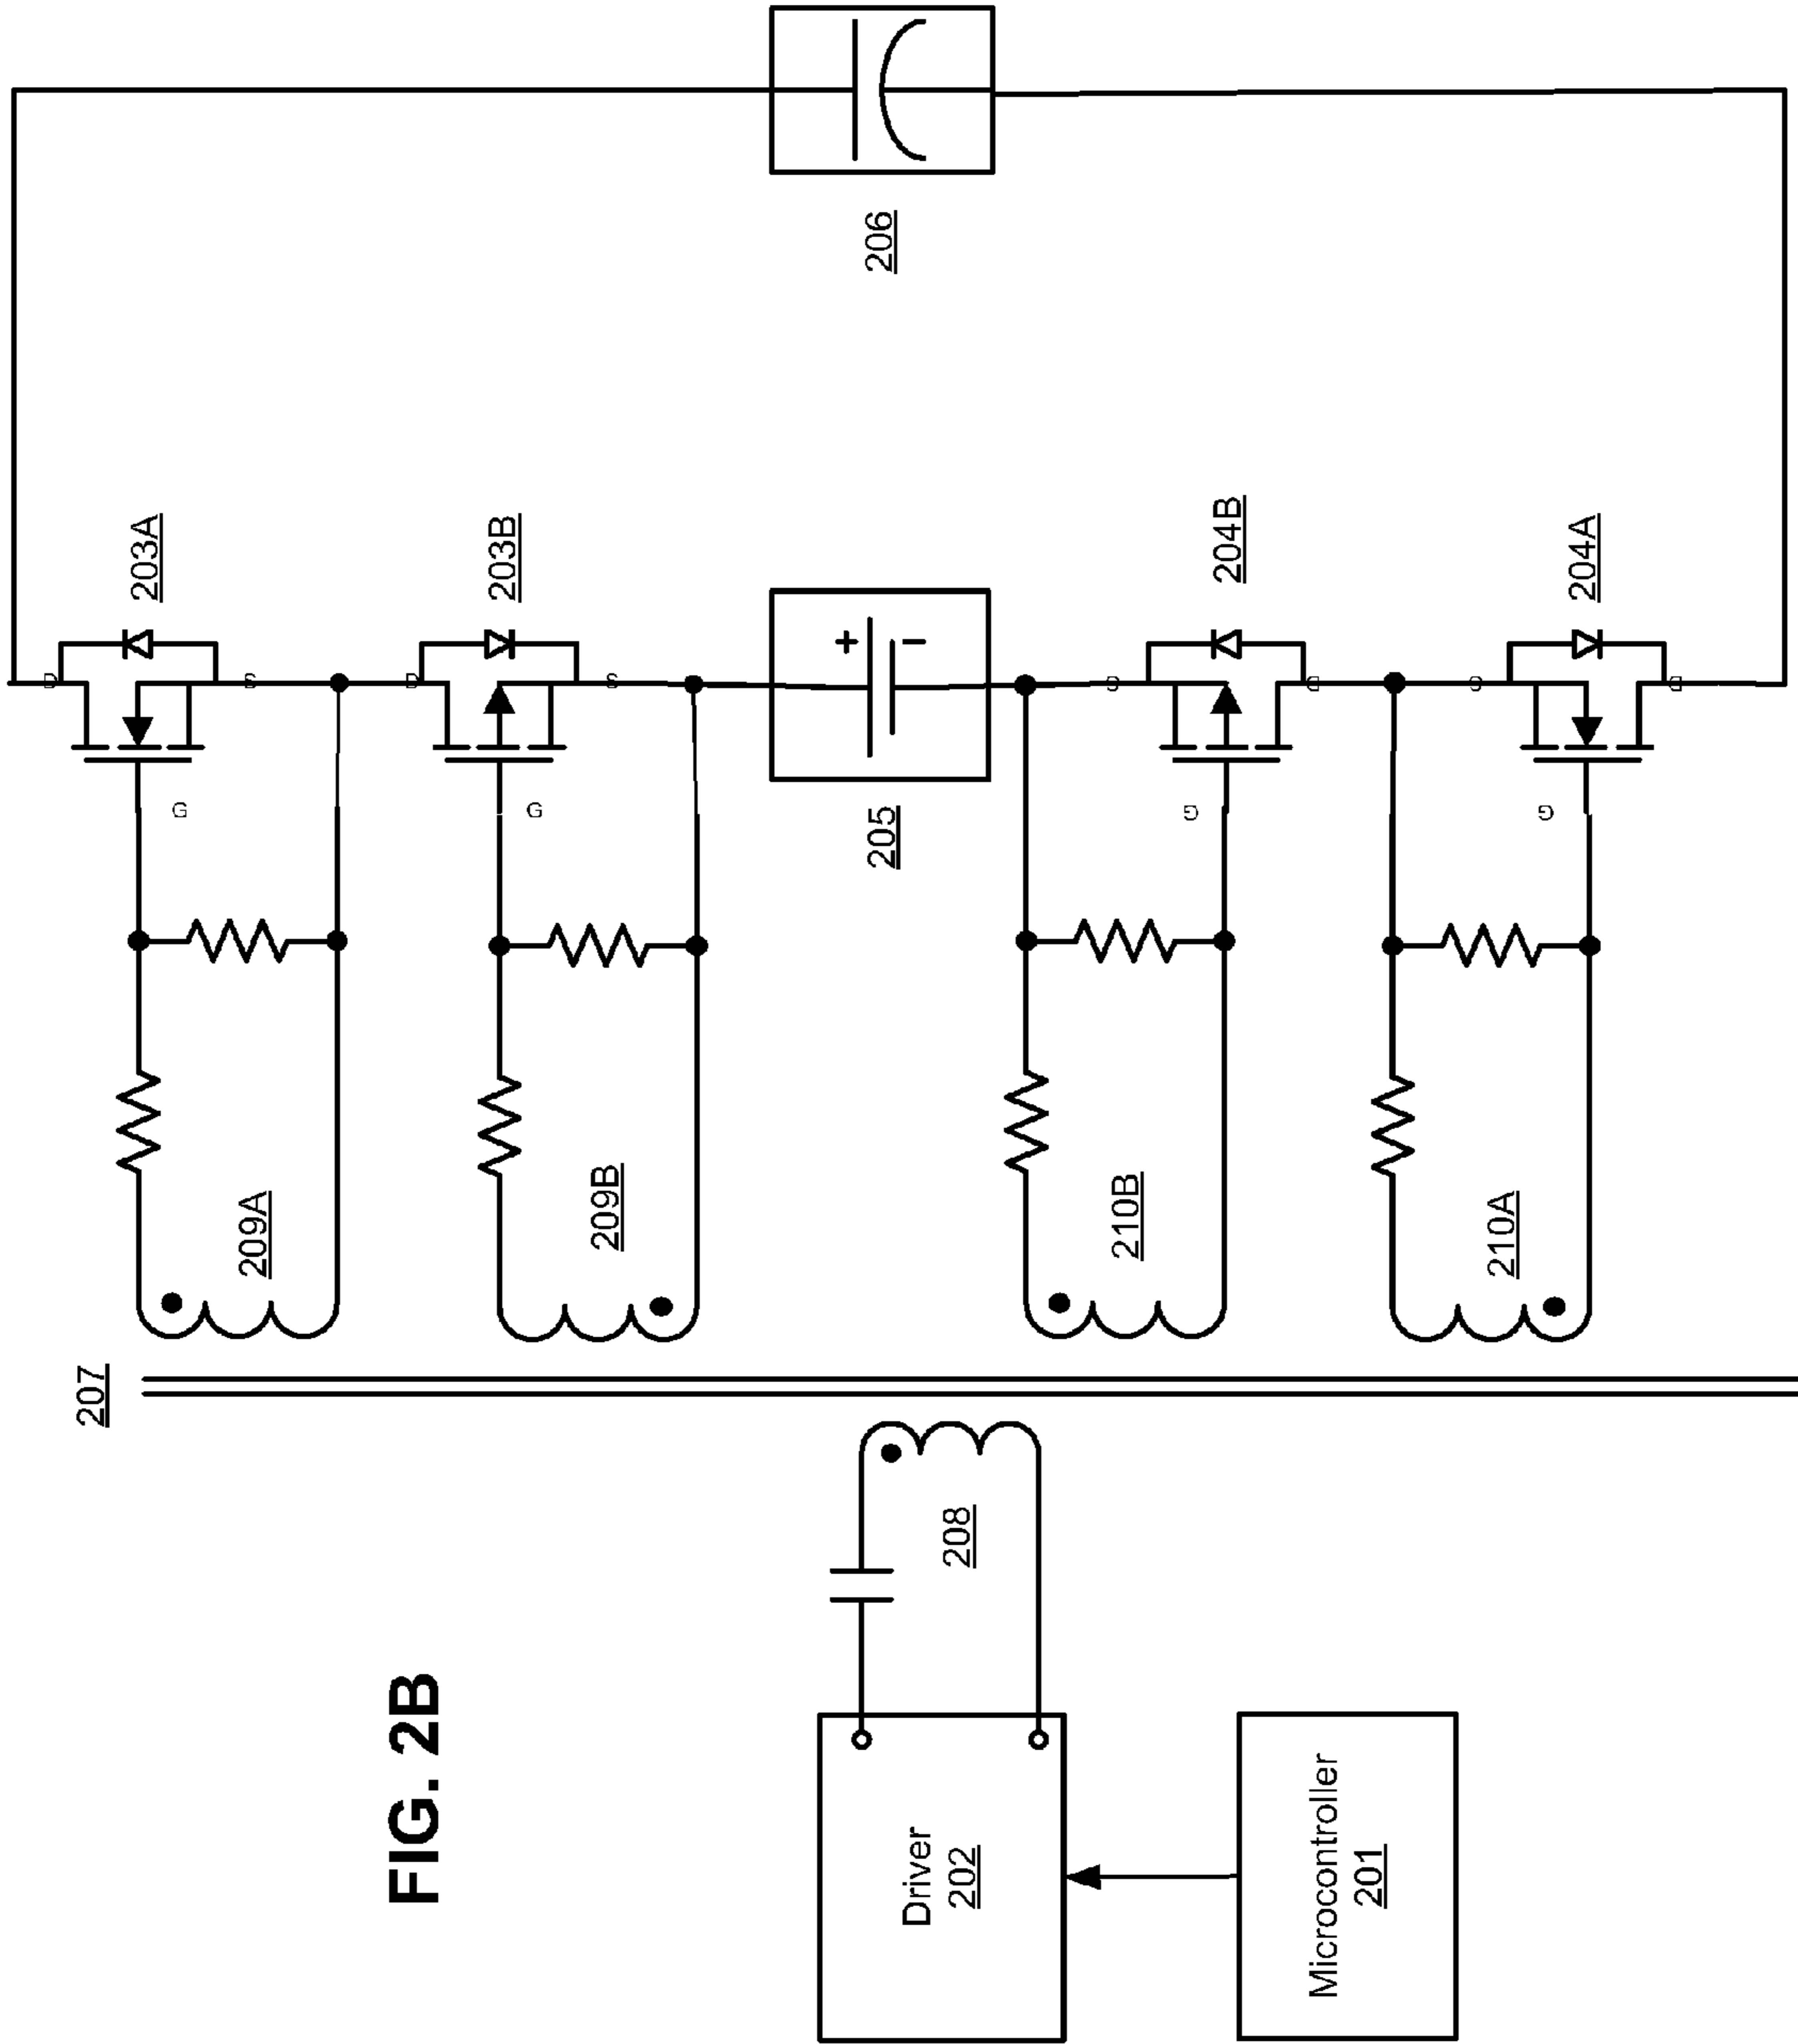 FIG. 2B
207
203A
D
S
G
209A
203B
D
S
G
209B
206
205
+
-
204B
G
D
210B
204A
G
D
210A
208
Driver
202
Microcontroller
201